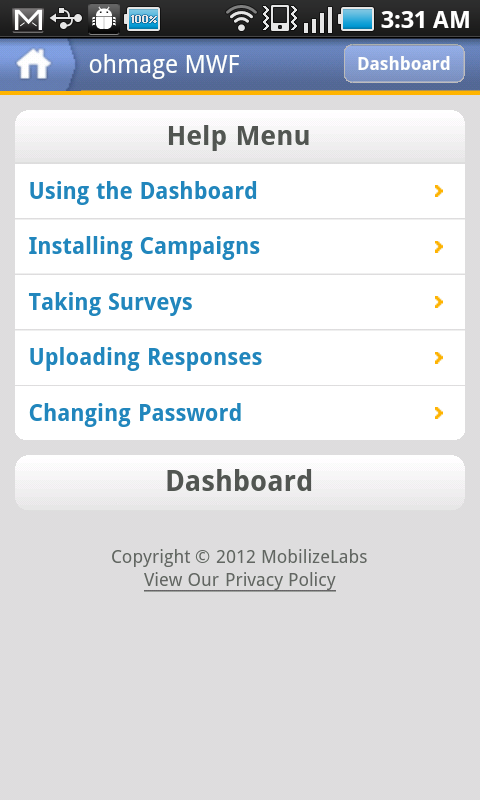 100% 3:31 AM
ohmage MWF Dashboard
Help Menu
Using the Dashboard
Installing Campaigns
Taking Surveys
Uploading Responses
Changing Password
Dashboard
Copyright © 2012 MobilizeLabs
View Our Privacy Policy